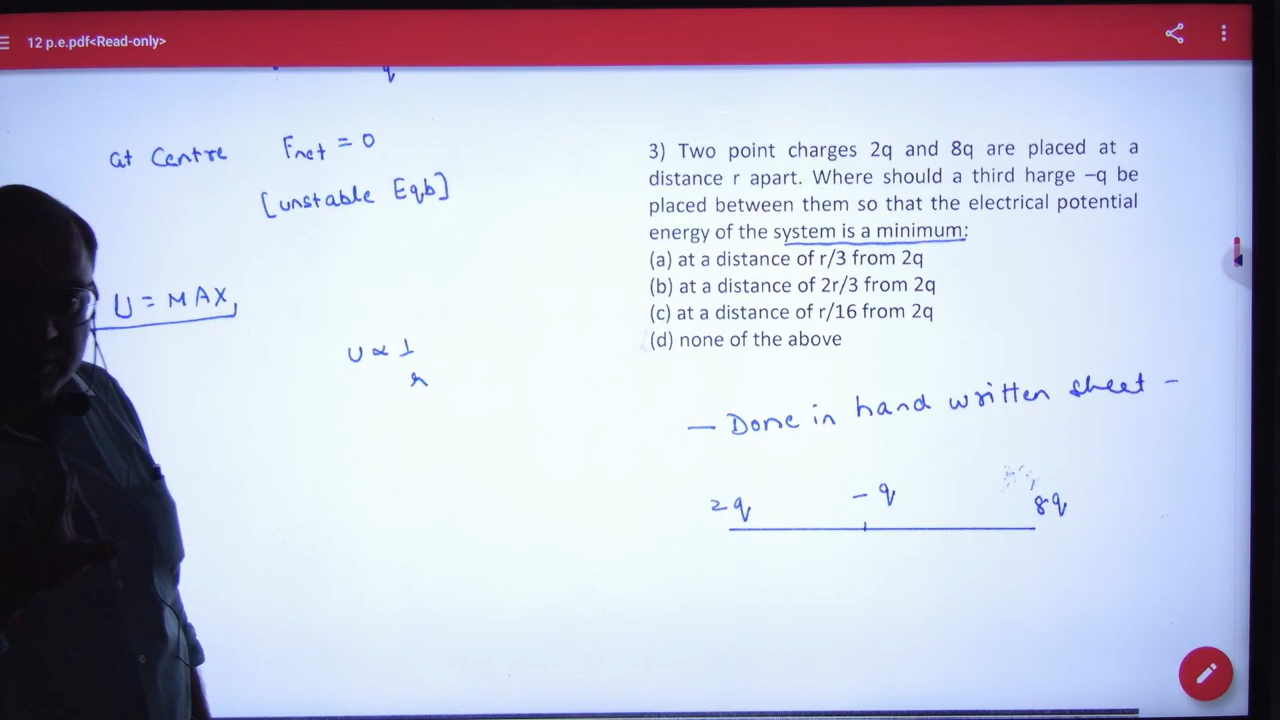 12 p.e.pdf<Read-only>
q
at Centre Fnet = 0
[unstable Eqb]
U = MAX,
U ∝ 1
r
3) Two point charges 2q and 8q are placed at a
distance r apart. Where should a third harge –q be
placed between them so that the electrical potential
energy of the system is a minimum:
(a) at a distance of r/3 from 2q
(b) at a distance of 2r/3 from 2q
(c) at a distance of r/16 from 2q
(d) none of the above
— Done in hand written sheet –
2q – q 8q